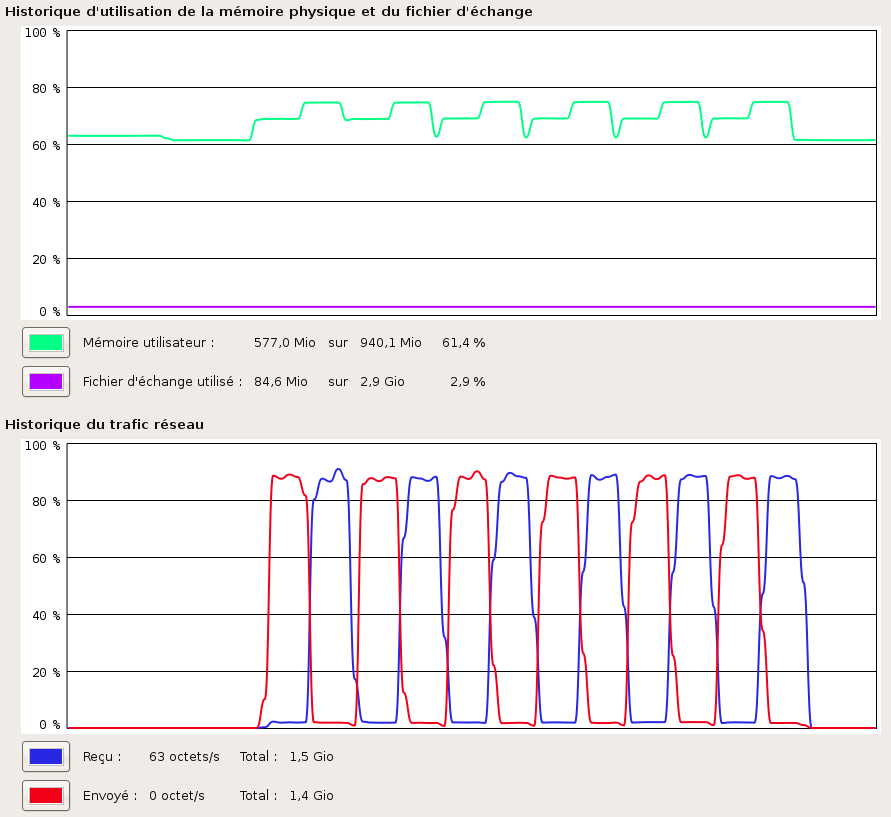 Historique d'utilisation de la mémoire physique et du fichier d'échange
100 %
80 %
60 %
40 %
20 %
0 %
Mémoire utilisateur : 577,0 Mio sur 940,1 Mio 61,4 %
Fichier d'échange utilisé : 84,6 Mio sur 2,9 Gio 2,9 %
Historique du trafic réseau
100 %
80 %
60 %
40 %
20 %
0 %
Reçu : 63 octets/s Total : 1,5 Gio
Envoyé : 0 octet/s Total : 1,4 Gio